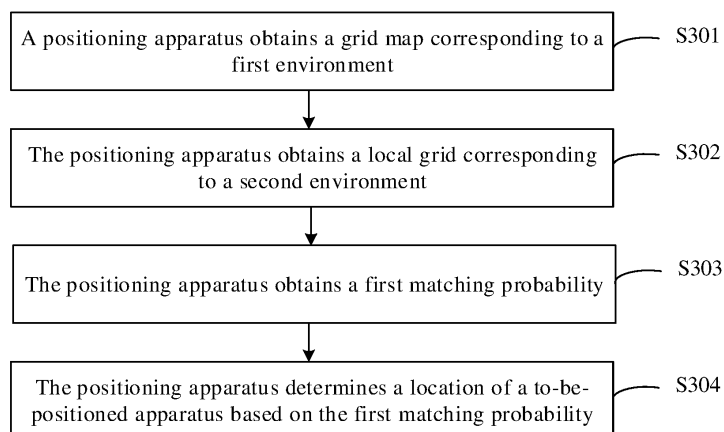 A positioning apparatus obtains a grid map corresponding to a
first environment
S301
The positioning apparatus obtains a local grid corresponding
to a second environment
S302
The positioning apparatus obtains a first matching probability
S303
The positioning apparatus determines a location of a to-be-
positioned apparatus based on the first matching probability
S304